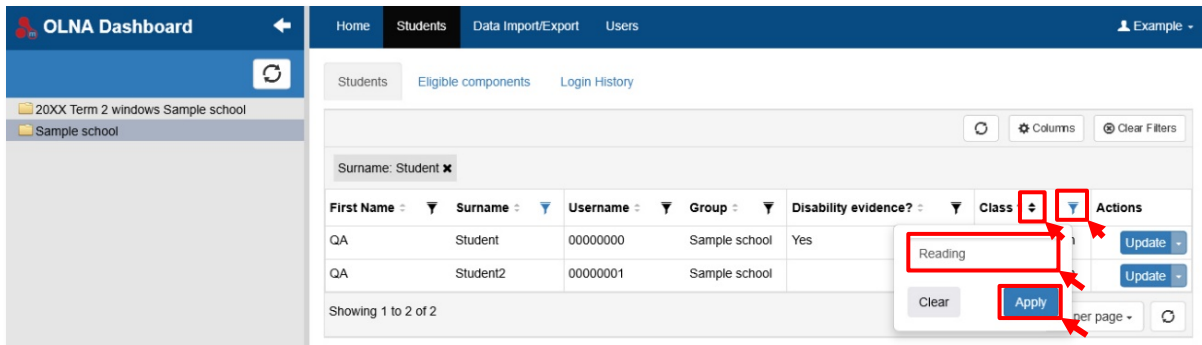 OLNA Dashboard
Home Students Data Import/Export Users Example
Students Eligible components Login History
20XX Term 2 windows Sample school
Sample school
Columns Clear Filters
Surname: Student
First Name Surname Username Group Disability evidence? Class Actions
QA Student 00000000 Sample school Yes Update
Reading
QA Student2 00000001 Sample school Update
Clear Apply
Showing 1 to 2 of 2 per page